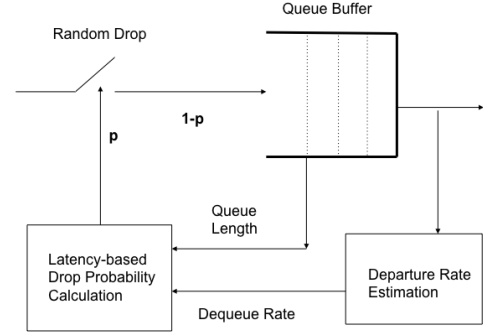 Queue Buffer
Random Drop
1-p
p
Queue
Length
Latency-based
Drop Probability
Calculation
Departure Rate
Estimation
Dequeue Rate